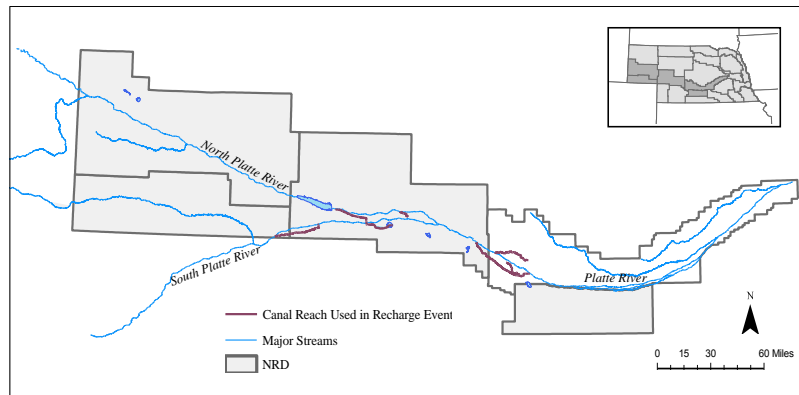 North Platte River
South Platte River
Platte River
Canal Reach Used in Recharge Event
Major Streams
NRD
N
0 15 30 60 Miles